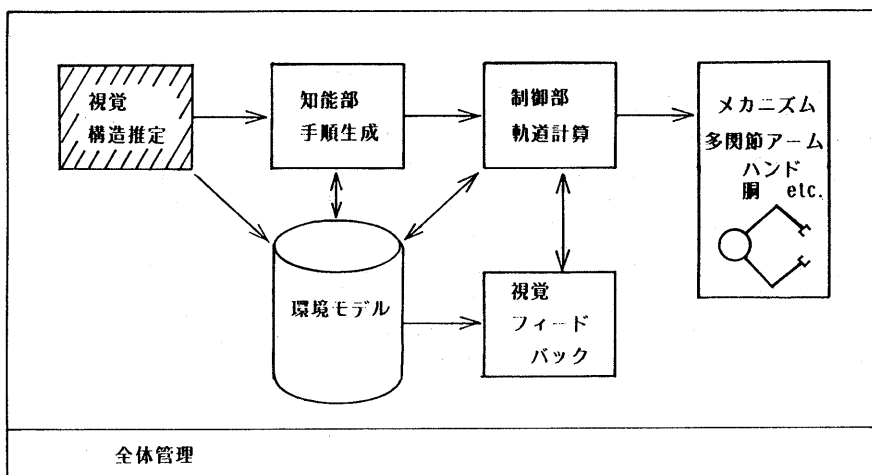 視覚
構造推定
知能部
手順生成
制御部
軌道計算
メカニズム
多関節アーム
ハンド
胴 etc.
環境モデル
視覚
フィード
バック
全体管理